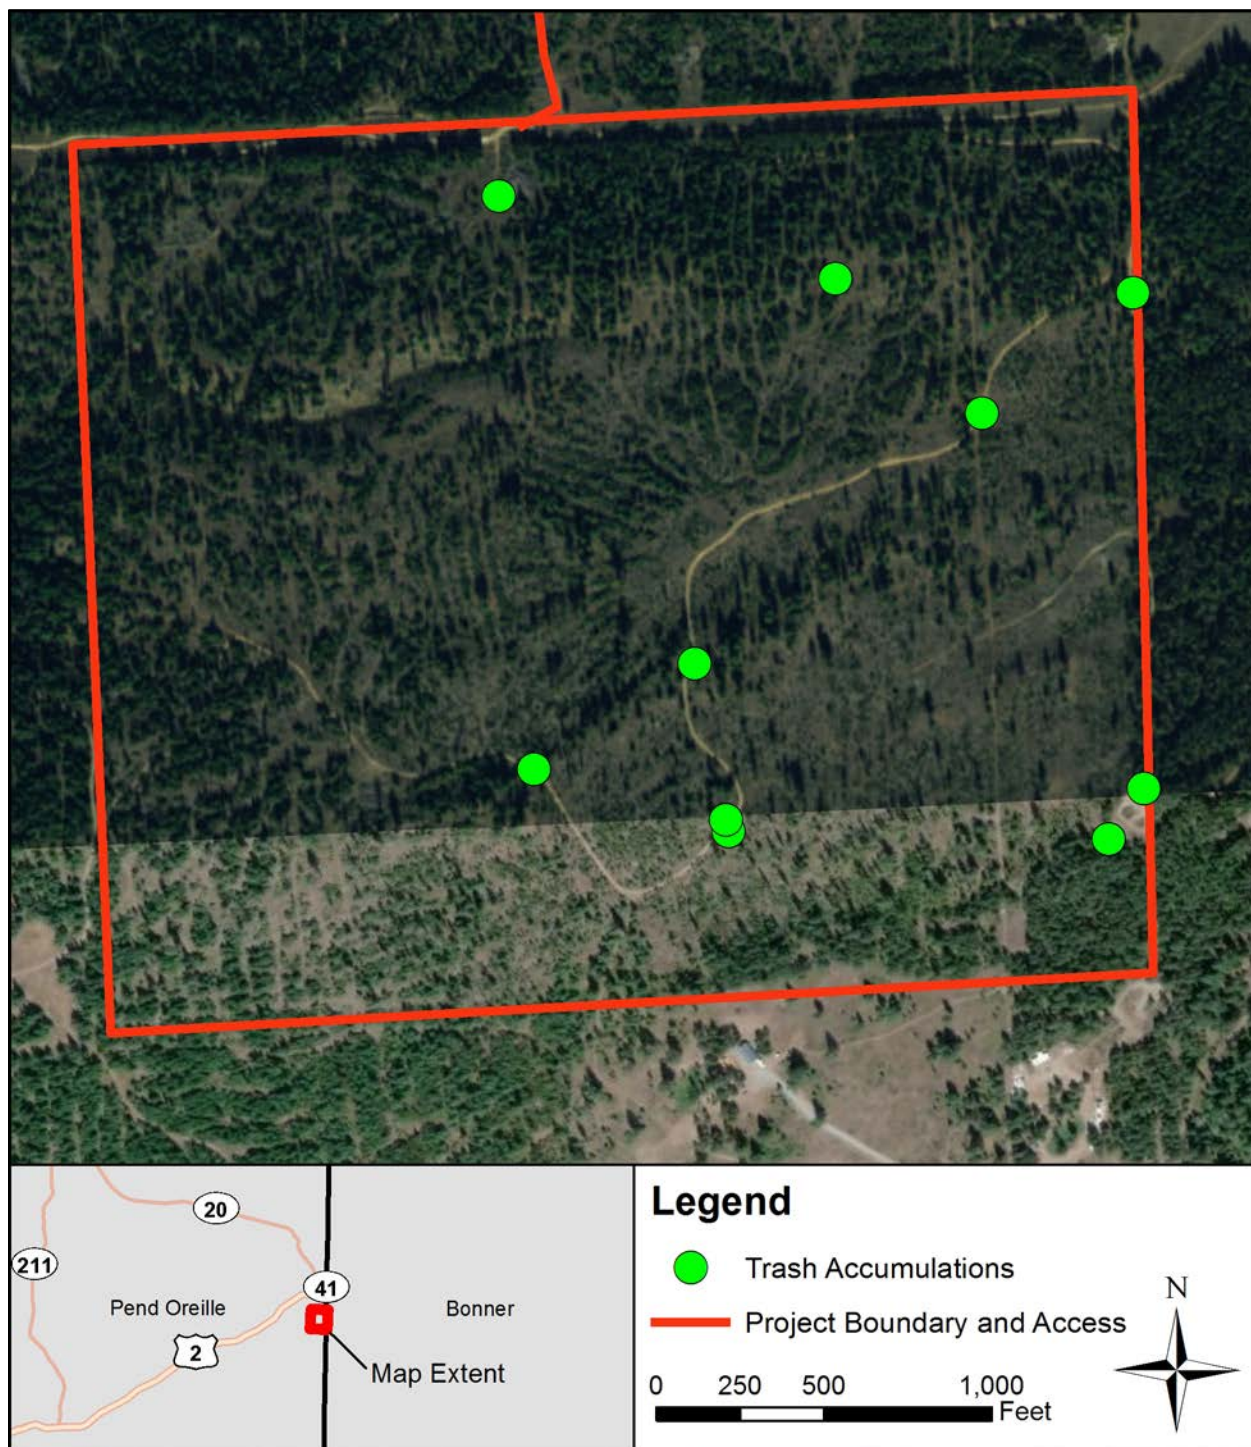 20
211
41
Pend Oreille
Bonner
2
Map Extent
Legend
Trash Accumulations
N
Project Boundary and Access
0 250 500 1,000
Feet